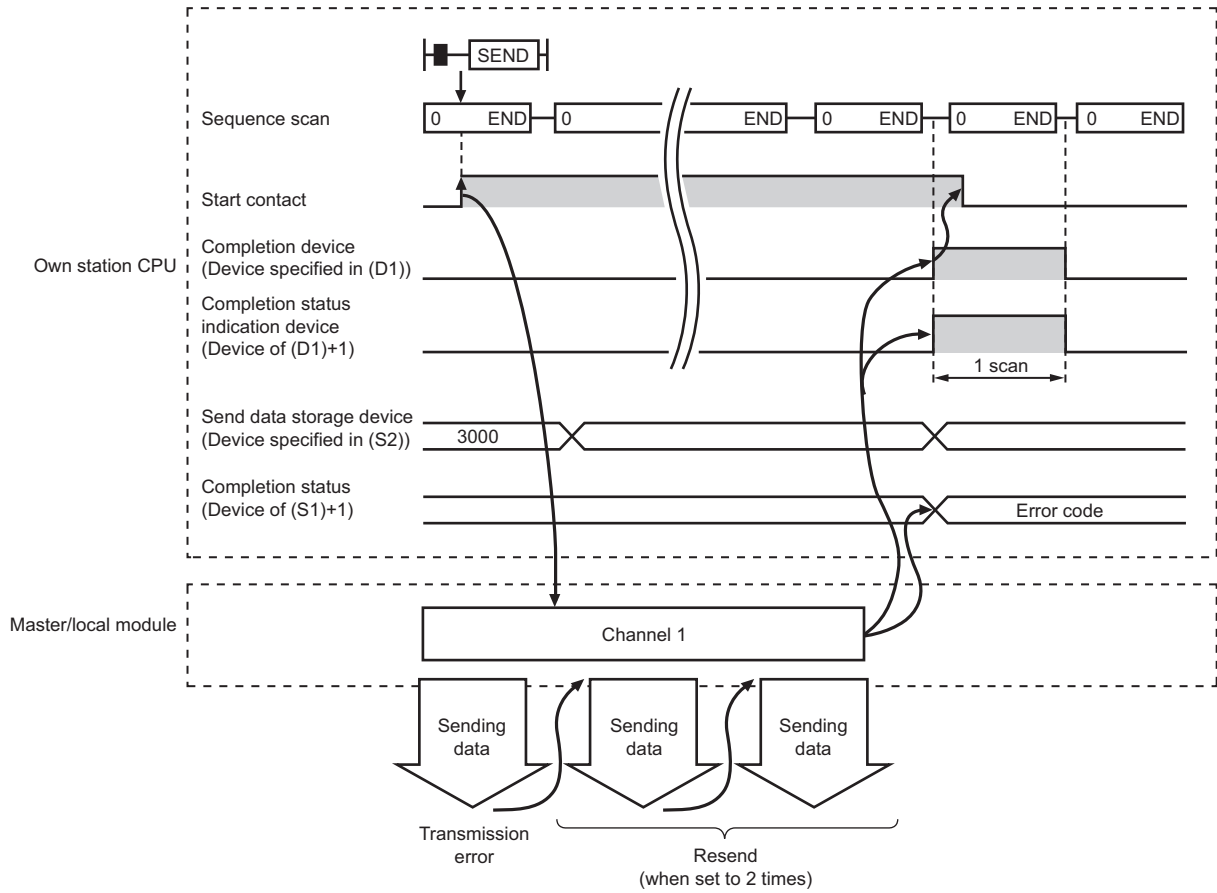 SEND
Sequence scan
0 END 0 END 0 END 0 END 0 END
Start contact
Own station CPU
Completion device
(Device specified in (D1))
Completion status
indication device
(Device of (D1)+1)
1 scan
Send data storage device
(Device specified in (S2))
3000
Completion status
(Device of (S1)+1)
Error code
Master/local module
Channel 1
Sending
data
Sending
data
Sending
data
Transmission
error
Resend
(when set to 2 times)